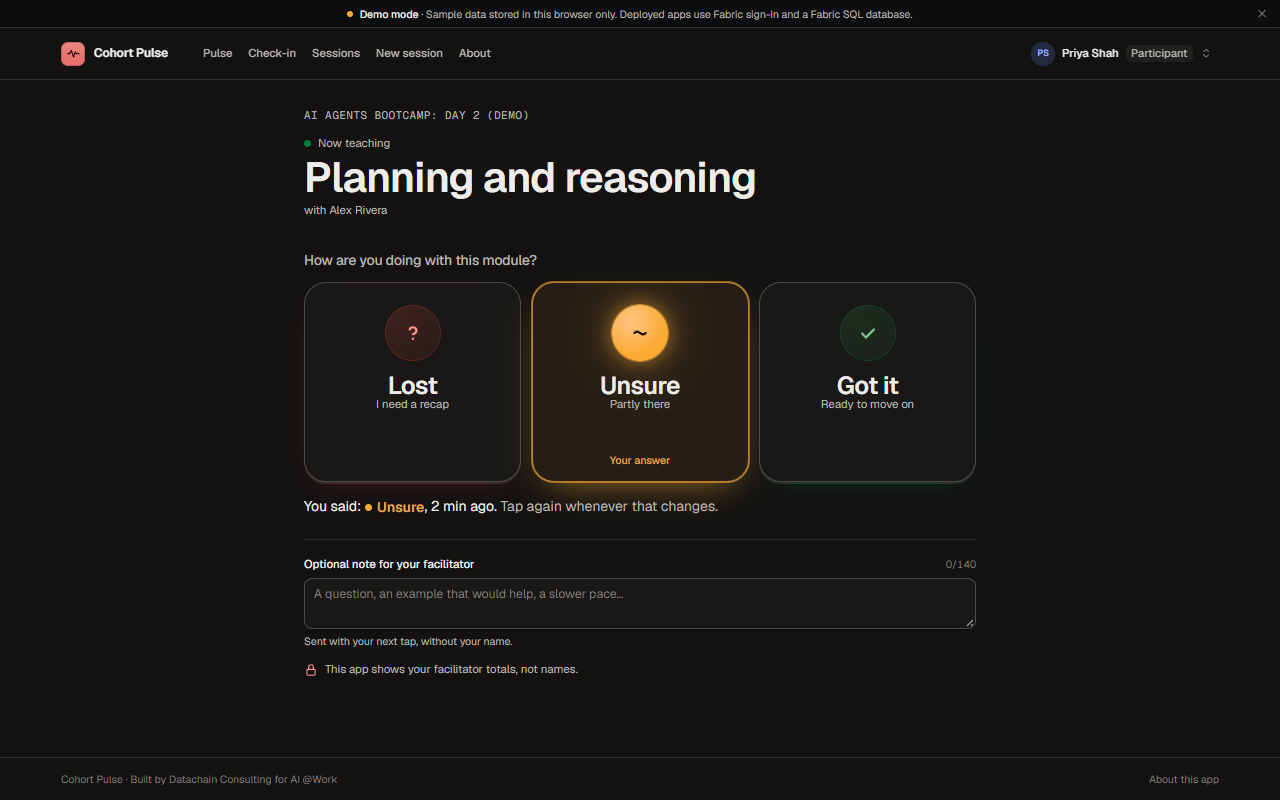 Demo mode · Sample data stored in this browser only. Deployed apps use Fabric sign-in and a Fabric SQL database.
Cohort Pulse
Pulse
Check-in
Sessions
New session
About
PS
Priya Shah
Participant
AI AGENTS BOOTCAMP: DAY 2 (DEMO)
Now teaching
Planning and reasoning
with Alex Rivera
How are you doing with this module?
?
Lost
I need a recap
~
Unsure
Partly there
Your answer
Got it
Ready to move on
You said: Unsure, 2 min ago. Tap again whenever that changes.
Optional note for your facilitator
0/140
A question, an example that would help, a slower pace…
Sent with your next tap, without your name.
This app shows your facilitator totals, not names.
Cohort Pulse · Built by Datachain Consulting for AI @Work
About this app